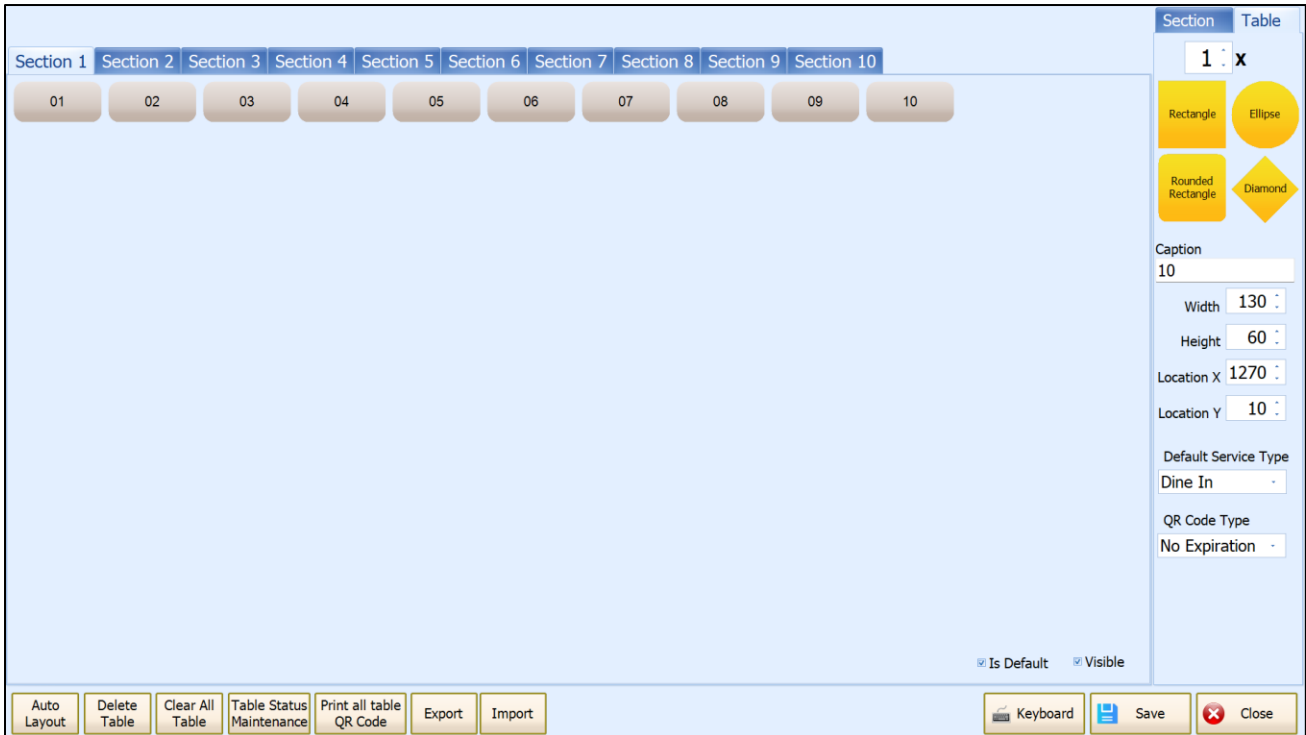 Section Table
Section 1 Section 2 Section 3 Section 4 Section 5 Section 6 Section 7 Section 8 Section 9 Section 10
1 x
01 02 03 04 05 06 07 08 09 10
Rectangle Ellipse
Rounded
Rectangle
Diamond
Caption
10
Width 130
Height 60
Location X 1270
Location Y 10
Default Service Type
Dine In
QR Code Type
No Expiration
Is Default Visible
Auto
Layout
Delete
Table
Clear All
Table
Table Status
Maintenance
Print all table
QR Code
Export
Import
Keyboard
Save
Close